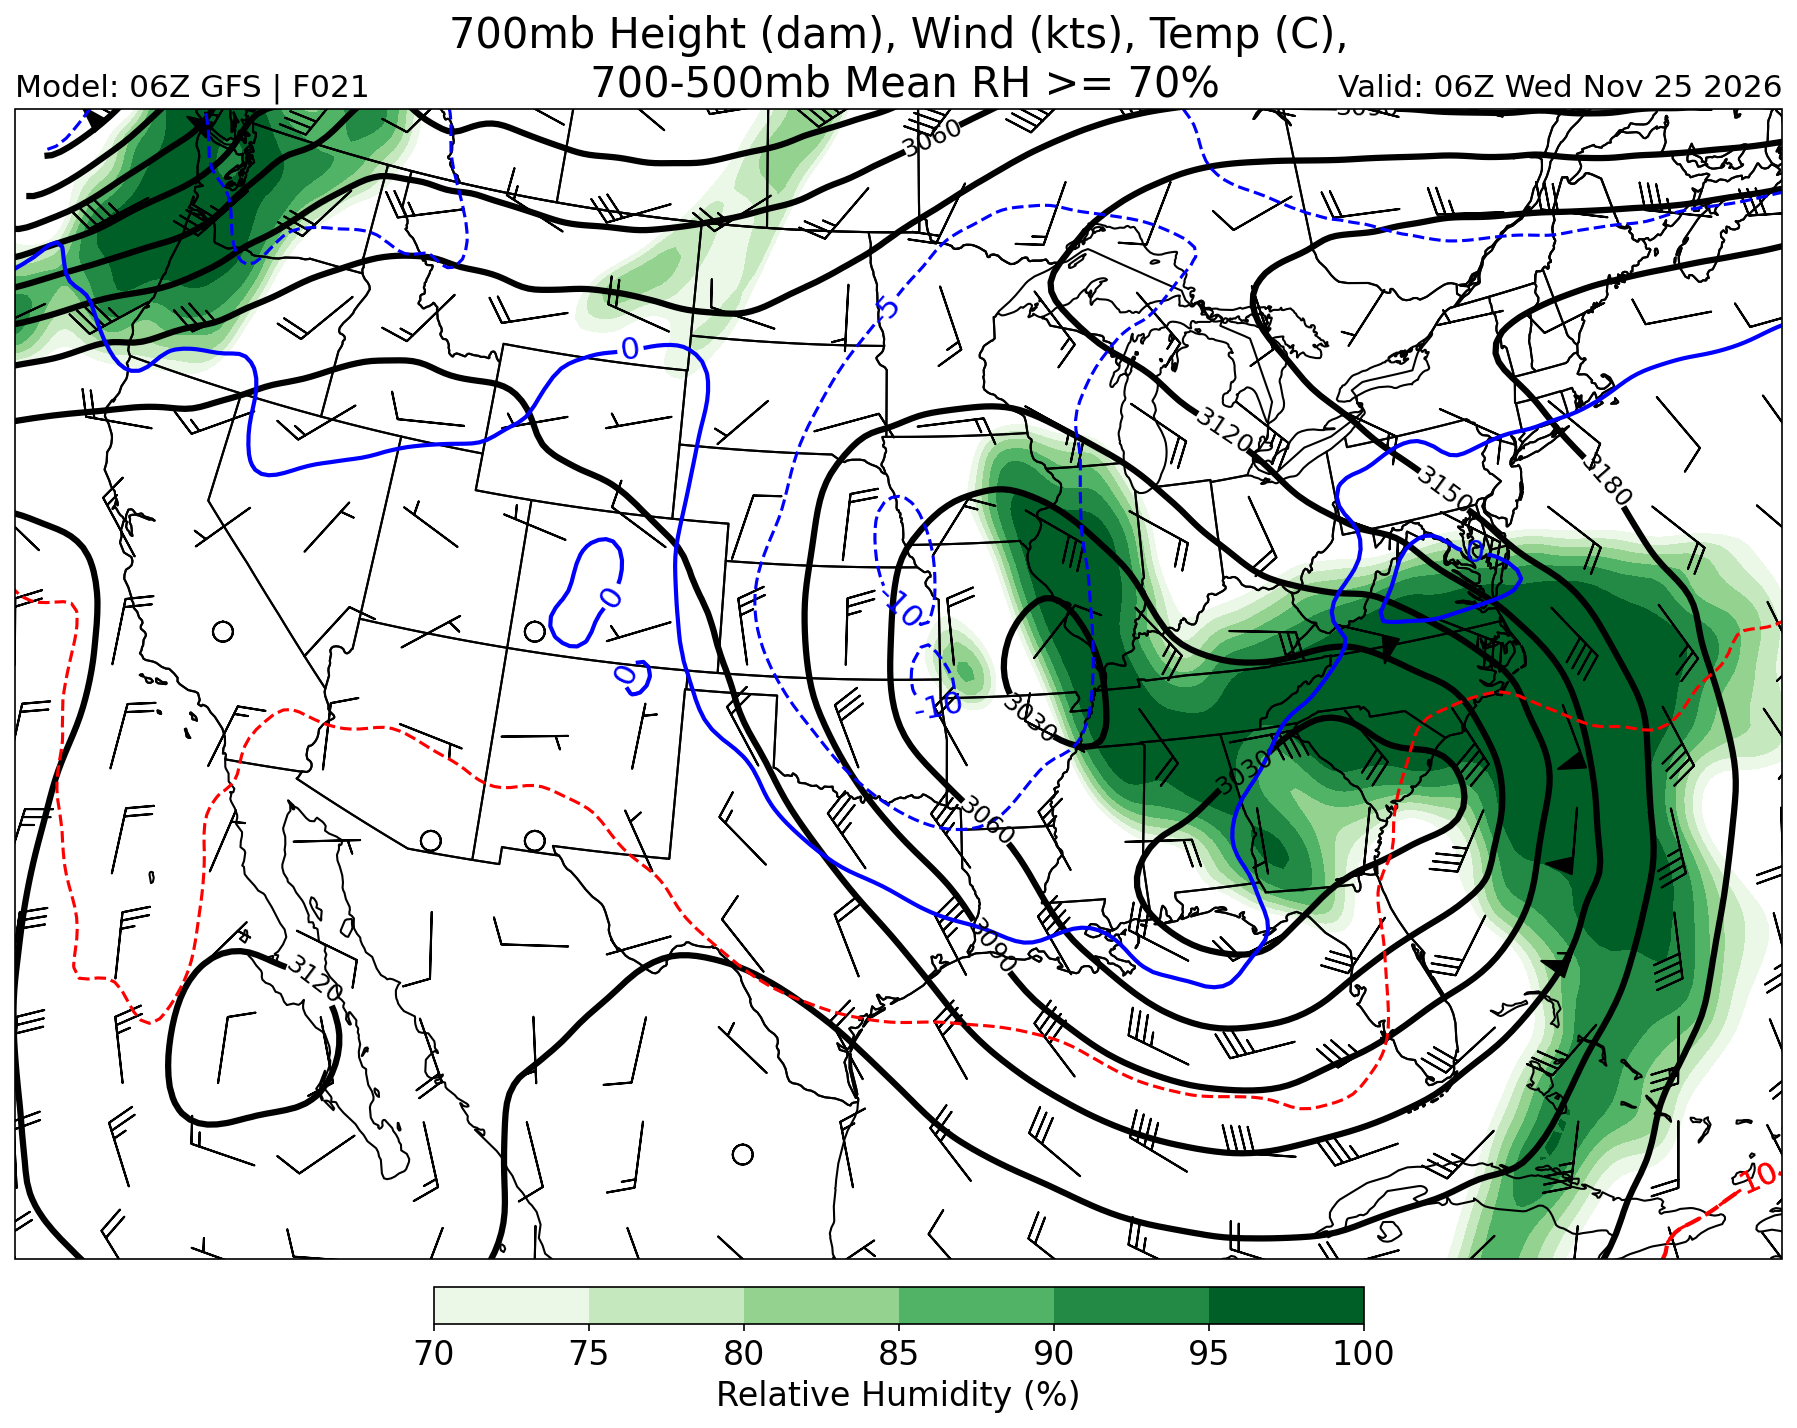 700mb Height (dam), Wind (kts), Temp (C),
700-500mb Mean RH >= 70%
Model: 06Z GFS | F021
Valid: 06Z Wed Nov 25 2026
3060
-5
0
3120
3150
3180
0
0
0
-10
-10
3030
3030
3060
3090
3120
10
70 75 80 85 90 95 100
Relative Humidity (%)